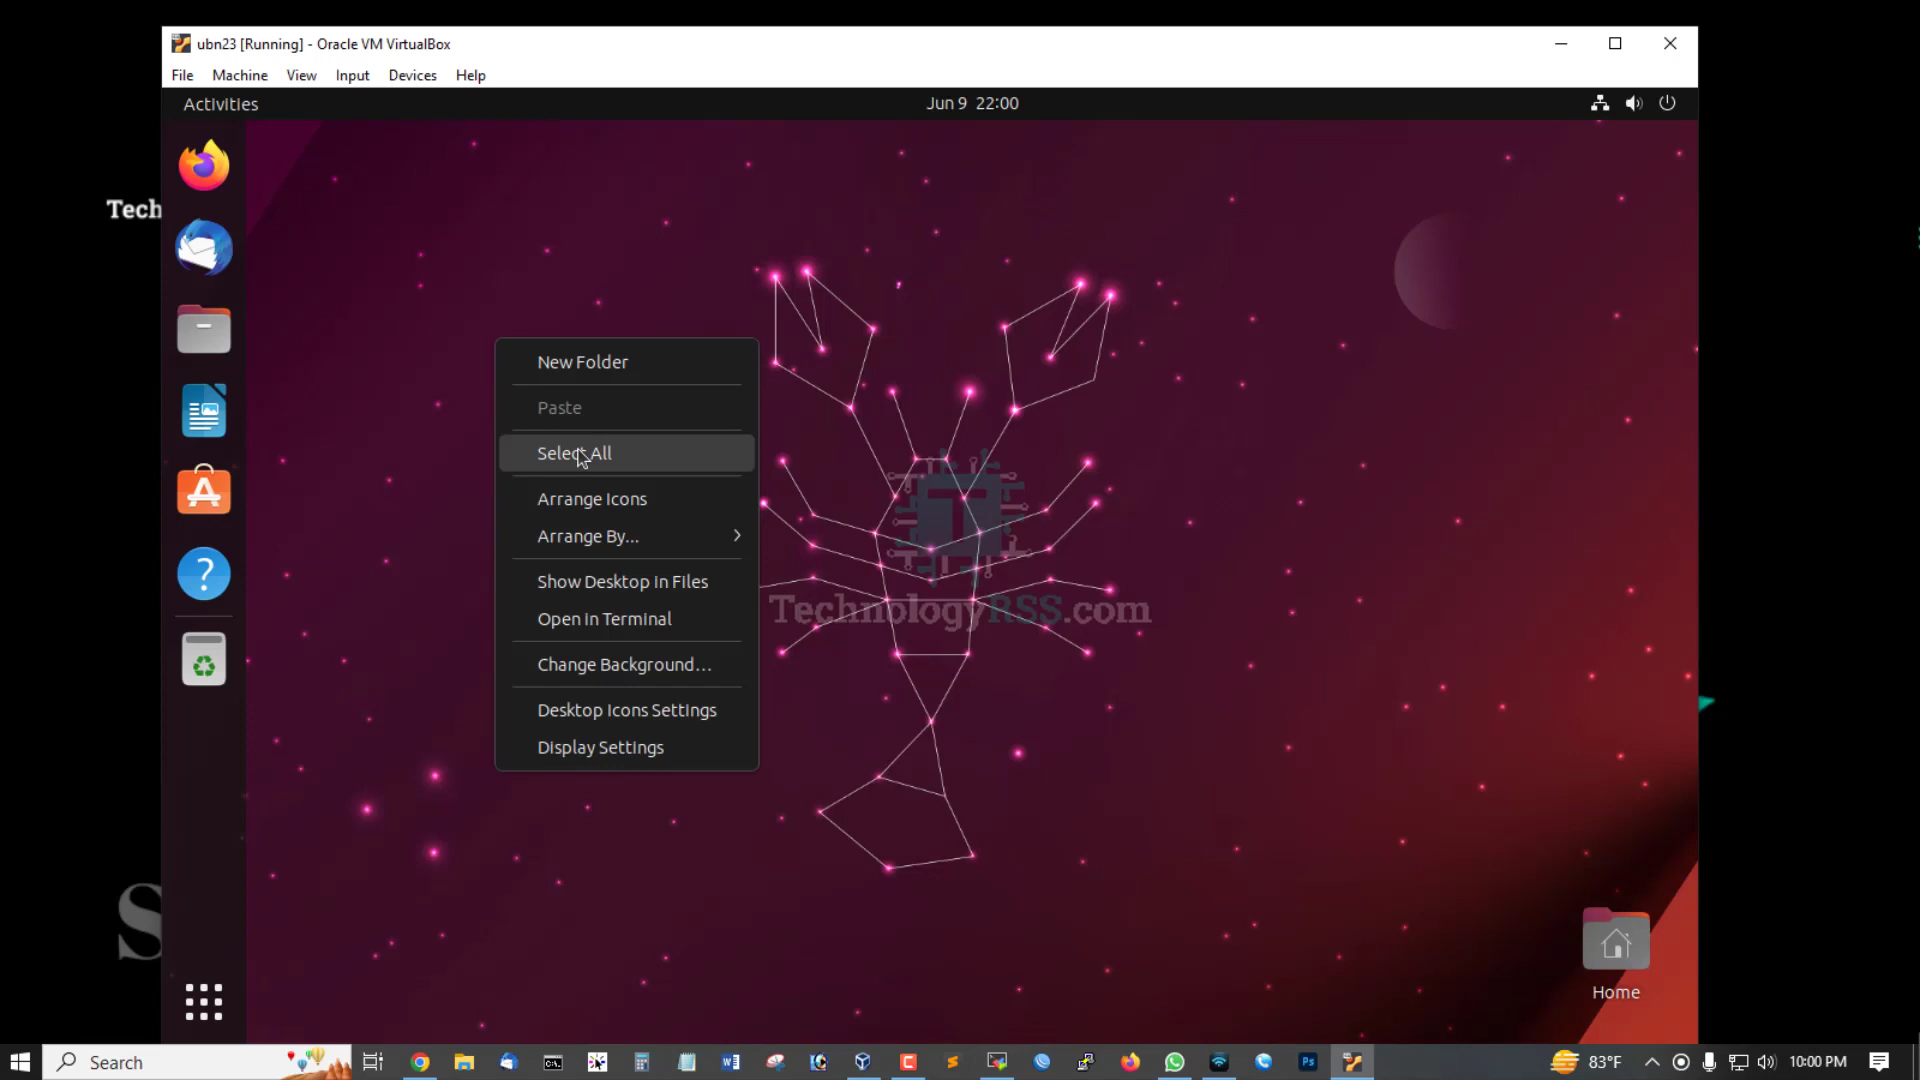 ubn23 [Running] - Oracle VM VirtualBox
File Machine View Input Devices Help
Activities
Jun 9 22:00
Tech
New Folder
Paste
Select All
Arrange Icons
Arrange By...
Show Desktop in Files
Open in Terminal
Change Background…
Desktop Icons Settings
Display Settings
TechnologyRSS.com
S
Home
Search
83°F
10:00 PM